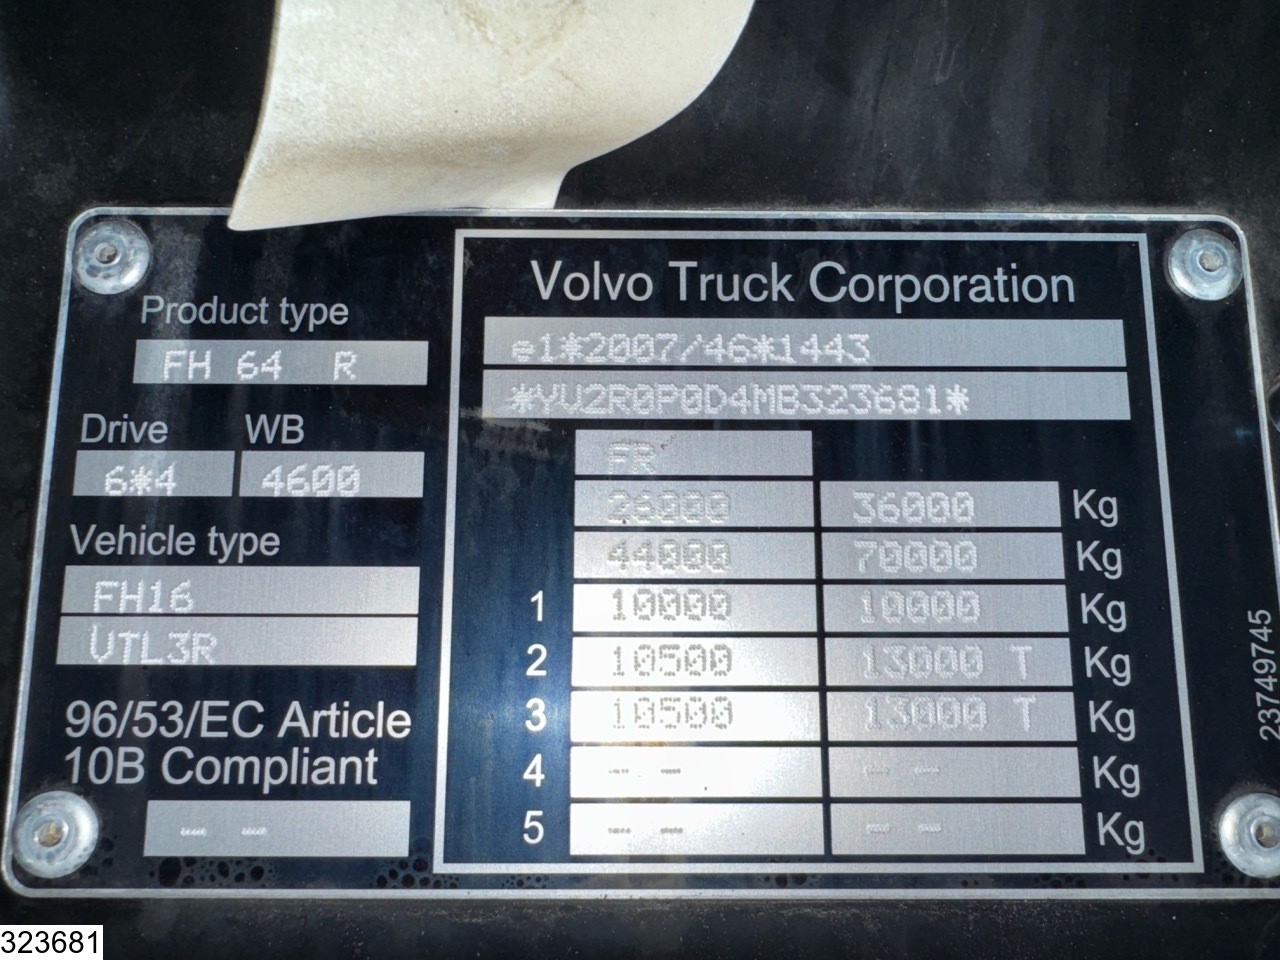 Volvo Truck Corporation
Product type
FH 64 R
Drive WB
6*4 4600
Vehicle type
FH16
VTL3R
96/53/EC Article
10B Compliant
-- --
e1*2007/46*1443
*YV2R0P0D4MB323681*
FR
26000 36000 Kg
44000 70000 Kg
1 10000 10000 Kg
2 10500 13000 T Kg
3 10500 13000 T Kg
4 -- -- -- -- Kg
5 -- -- -- -- Kg
23749745
323681